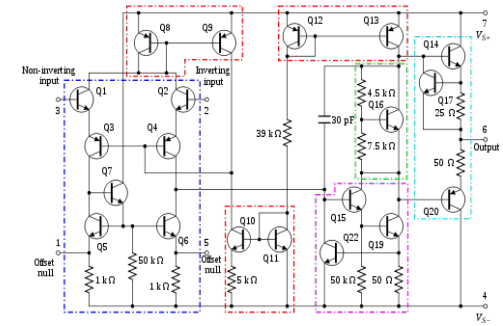 Q8
Q9
Q12
Q13
7
VS+
Q14
Non-inverting
input
Inverting
input
Q1
Q2
3
2
4.5 kΩ
Q16
Q17
25 Ω
39 kΩ
30 pF
7.5 kΩ
6
Output
Q3
Q4
50 Ω
Q7
Q15
Q20
Q10
Q11
Q22
Q19
1
Q5
Q6
5
Offset
null
Offset
null
1 kΩ
50 kΩ
1 kΩ
5 kΩ
50 kΩ
50 Ω
4
VS−